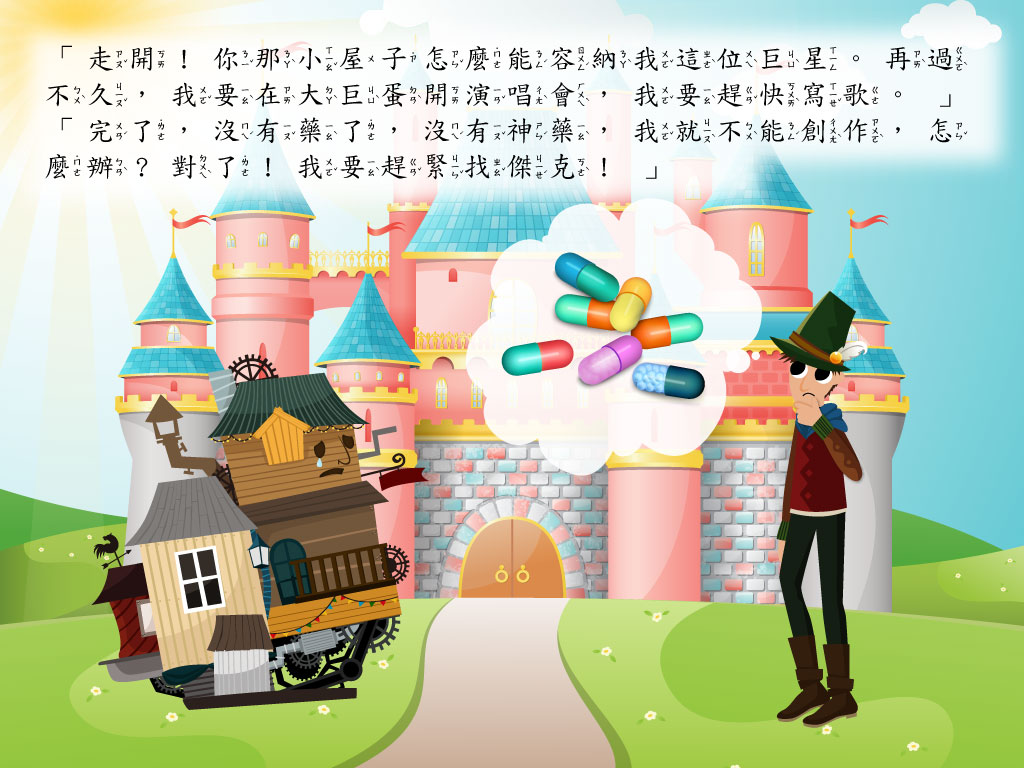 「走開！你那小屋子怎麼能容納我這位巨星。再過
不久，我要在大巨蛋開演唱會，我要趕快寫歌。」
「完了，沒有藥了，沒有神藥，我就不能創作，怎
麼辦？對了！我要趕緊找傑克！」